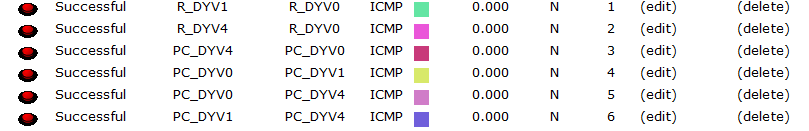 Successful R_DYV1 R_DYV0 ICMP 0.000 N 1 (edit) (delete)
Successful R_DYV4 R_DYV0 ICMP 0.000 N 2 (edit) (delete)
Successful PC_DYV4 PC_DYV0 ICMP 0.000 N 3 (edit) (delete)
Successful PC_DYV0 PC_DYV1 ICMP 0.000 N 4 (edit) (delete)
Successful PC_DYV0 PC_DYV4 ICMP 0.000 N 5 (edit) (delete)
Successful PC_DYV1 PC_DYV4 ICMP 0.000 N 6 (edit) (delete)